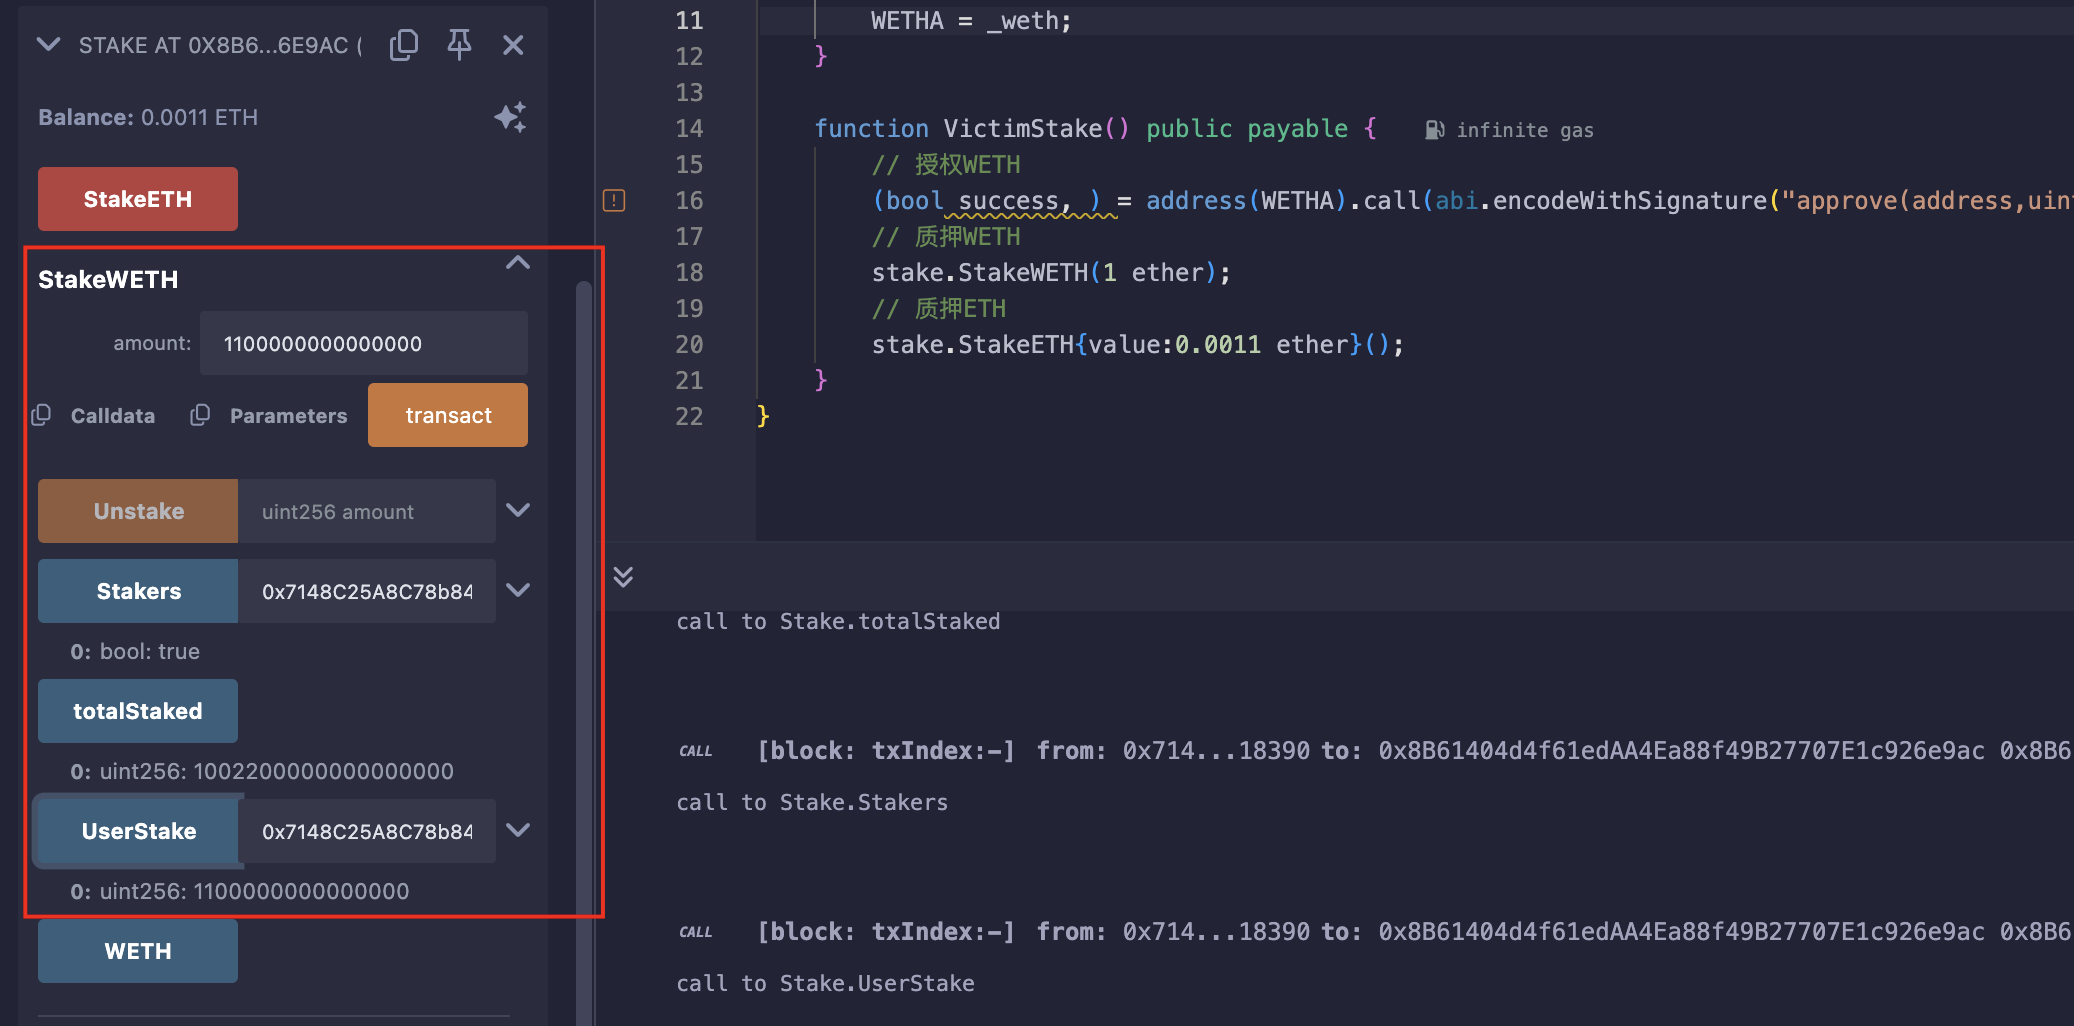 STAKE AT 0X8B6...6E9AC (
Balance: 0.0011 ETH
StakeETH
StakeWETH
amount: 1100000000000000
Calldata Parameters transact
Unstake uint256 amount
Stakers 0x7148C25A8C78b84
0: bool: true
totalStaked
0: uint256: 1002200000000000000
UserStake 0x7148C25A8C78b84
0: uint256: 1100000000000000
WETH
11 WETHA = _weth;
12 }
13
14 function VictimStake() public payable { infinite gas
15 // 授权WETH
16 (bool success, ) = address(WETHA).call(abi.encodeWithSignature("approve(address,uin
17 // 质押WETH
18 stake.StakeWETH(1 ether);
19 // 质押ETH
20 stake.StakeETH{value:0.0011 ether}();
21 }
22 }
call to Stake.totalStaked
CALL [block: txIndex:-] from: 0x714...18390 to: 0x8B61404d4f61edAA4Ea88f49B27707E1c926e9ac 0x8B6
call to Stake.Stakers
CALL [block: txIndex:-] from: 0x714...18390 to: 0x8B61404d4f61edAA4Ea88f49B27707E1c926e9ac 0x8B6
call to Stake.UserStake